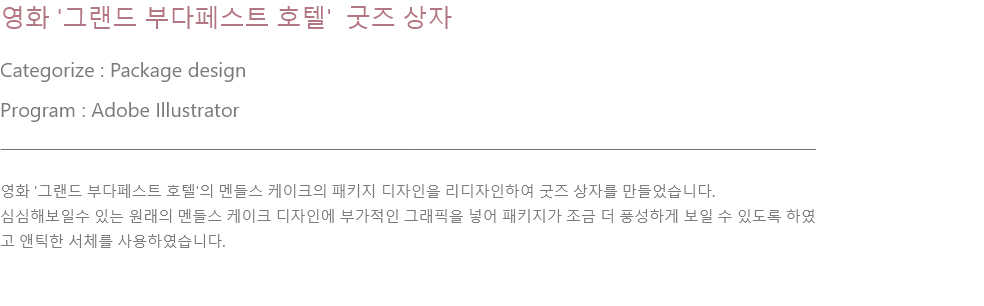 영화 '그랜드 부다페스트 호텔' 굿즈 상자
Categorize : Package design
Program : Adobe Illustrator
영화 '그랜드 부다페스트 호텔'의 멘들스 케이크의 패키지 디자인을 리디자인하여 굿즈 상자를 만들었습니다.
심심해보일수 있는 원래의 멘들스 케이크 디자인에 부가적인 그래픽을 넣어 패키지가 조금 더 풍성하게 보일 수 있도록 하였
고 앤틱한 서체를 사용하였습니다.